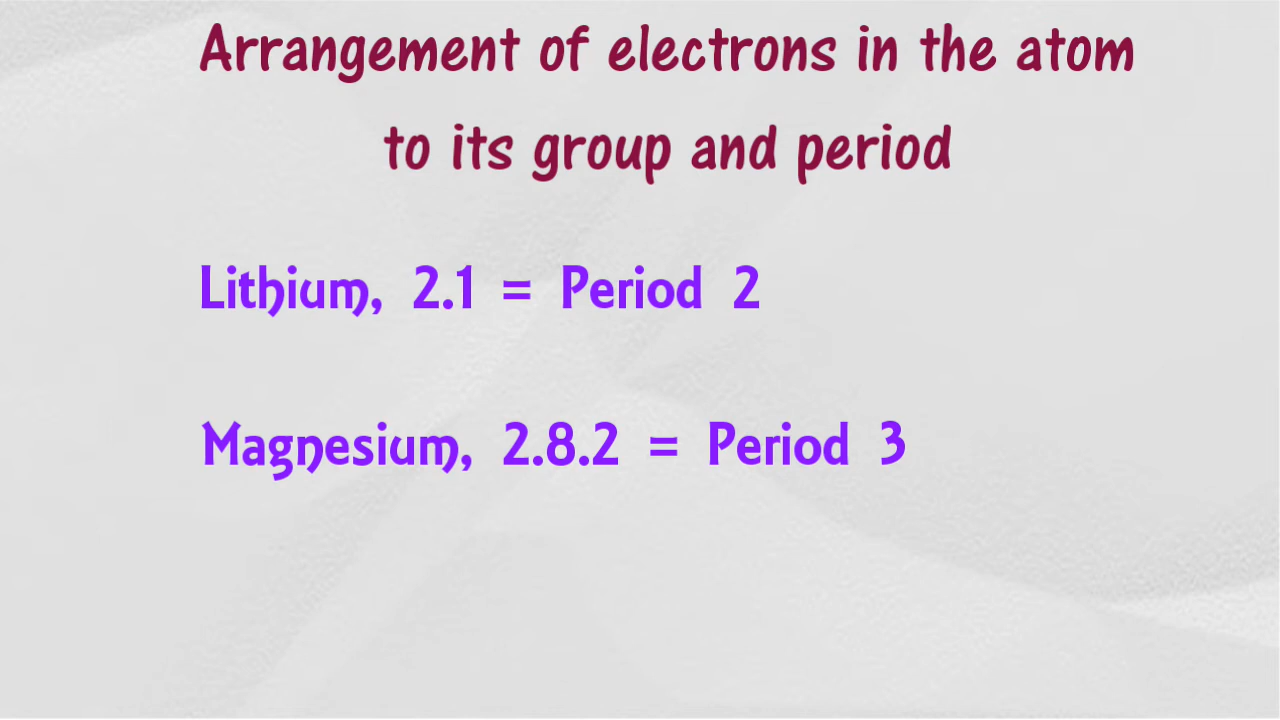 Arrangement of electrons in the atom
to its group and period
Lithium, 2.1 = Period 2
Magnesium, 2.8.2 = Period 3